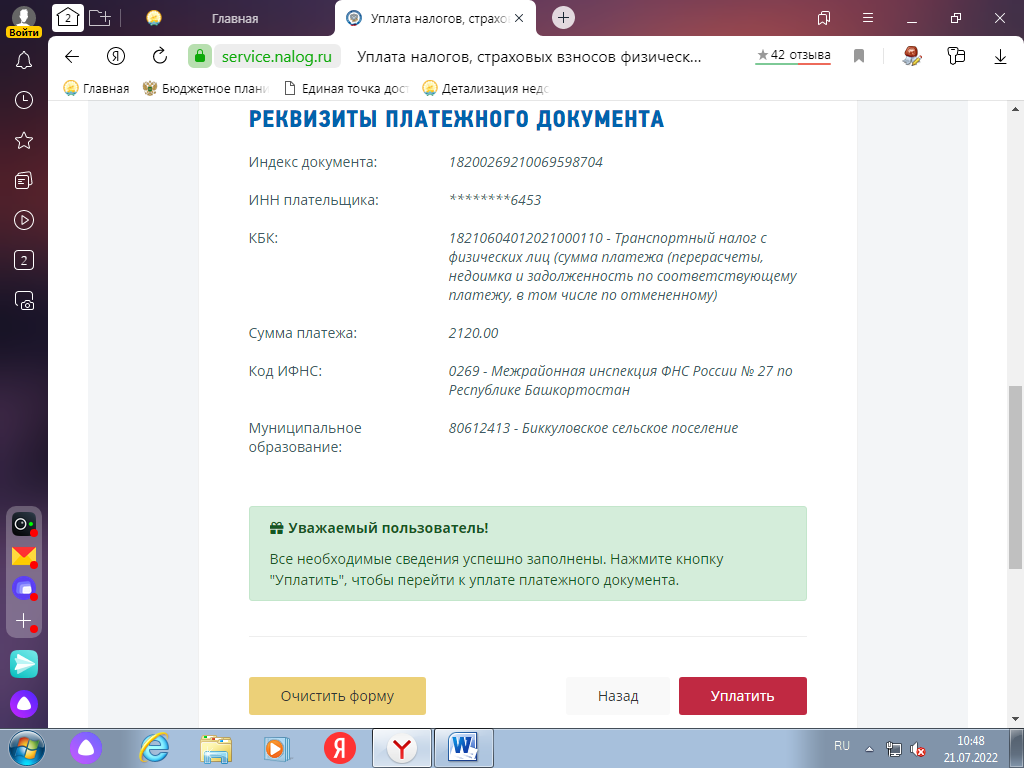 2
Главная
Уплата налогов, страхо
Войти
service.nalog.ru
Уплата налогов, страховых взносов физическ...
★ 42 отзыва
Главная
Бюджетное плани
Единая точка дос
Детализация недо
РЕКВИЗИТЫ ПЛАТЕЖНОГО ДОКУМЕНТА
Индекс документа:
18200269210069598704
ИНН плательщика:
********6453
КБК:
18210604012021000110 - Транспортный налог с
физических лиц (сумма платежа (перерасчеты,
недоимка и задолженность по соответствующему
платежу, в том числе по отмененному)
Сумма платежа:
2120.00
Код ИФНС:
0269 - Межрайонная инспекция ФНС России № 27 по
Республике Башкортостан
Муниципальное
образование:
80612413 - Биккуловское сельское поселение
Уважаемый пользователь!
Все необходимые сведения успешно заполнены. Нажмите кнопку
"Уплатить", чтобы перейти к уплате платежного документа.
Очистить форму
Назад
Уплатить
2
RU
10:48
21.07.2022